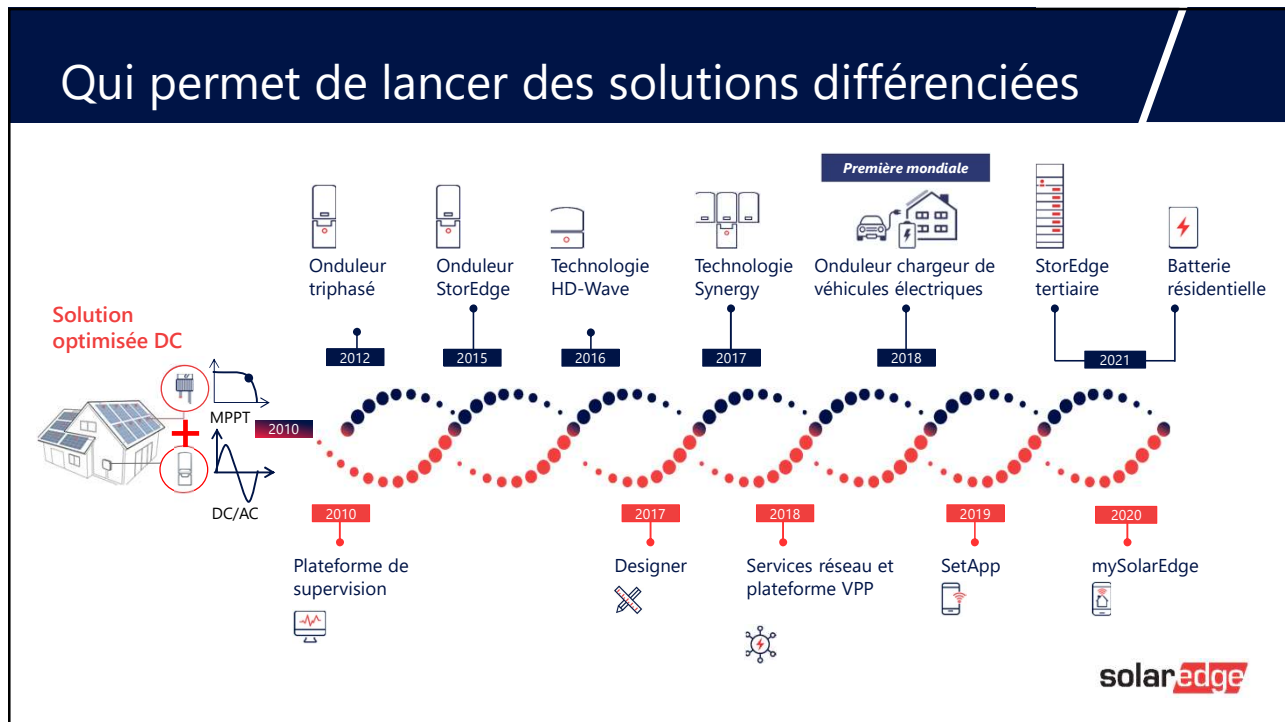 Qui permet de lancer des solutions différenciées
Première mondiale
Onduleur
triphasé
Onduleur
StorEdge
Technologie
HD-Wave
Technologie
Synergy
Onduleur chargeur de
véhicules électriques
StorEdge
tertiaire
Batterie
résidentielle
Solution
optimisée DC
2012
2015
2016
2017
2018
2021
MPPT
2010
DC/AC
2010
2017
2018
2019
2020
Plateforme de
supervision
Designer
Services réseau et
plateforme VPP
SetApp
mySolarEdge
solaredge